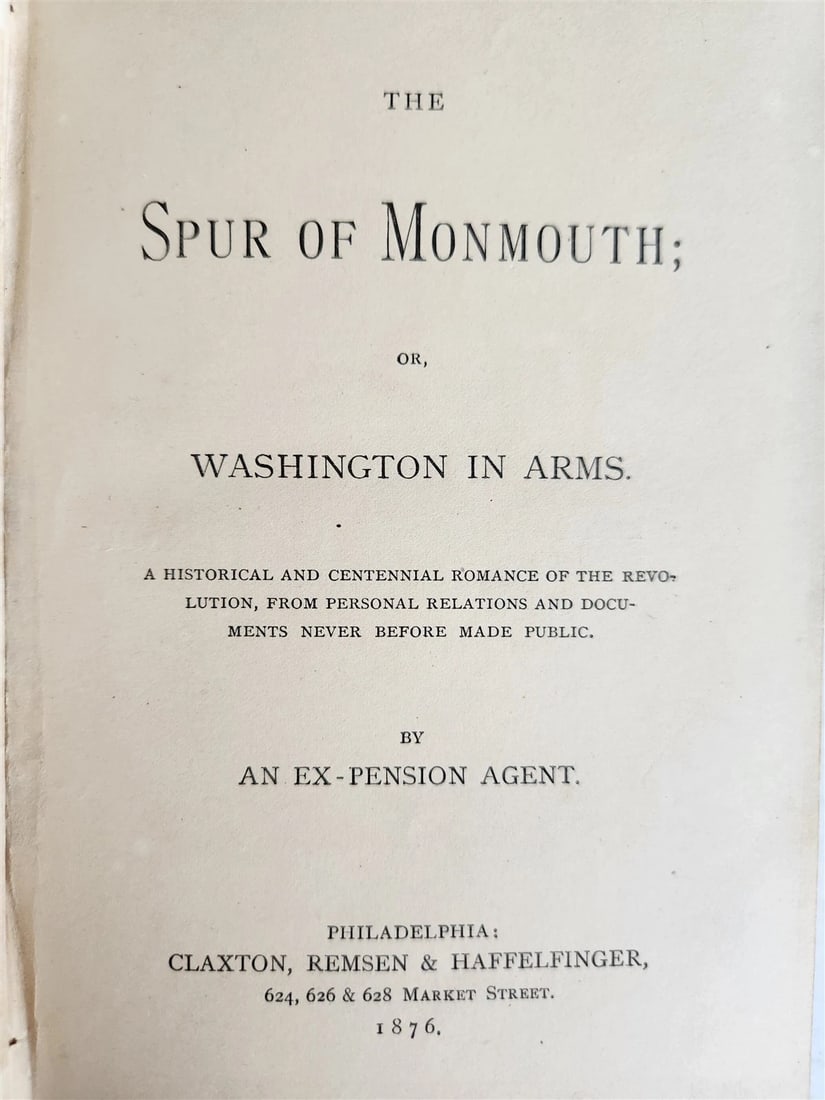 THE
SPUR OF MONMOUTH;
OR,
WASHINGTON IN ARMS.
A HISTORICAL AND CENTENNIAL ROMANCE OF THE REVO-
LUTION, FROM PERSONAL RELATIONS AND DOCU-
MENTS NEVER BEFORE MADE PUBLIC.
BY
AN EX-PENSION AGENT.
PHILADELPHIA:
CLAXTON, REMSEN & HAFFELFINGER,
624, 626 & 628 MARKET STREET.
1876.